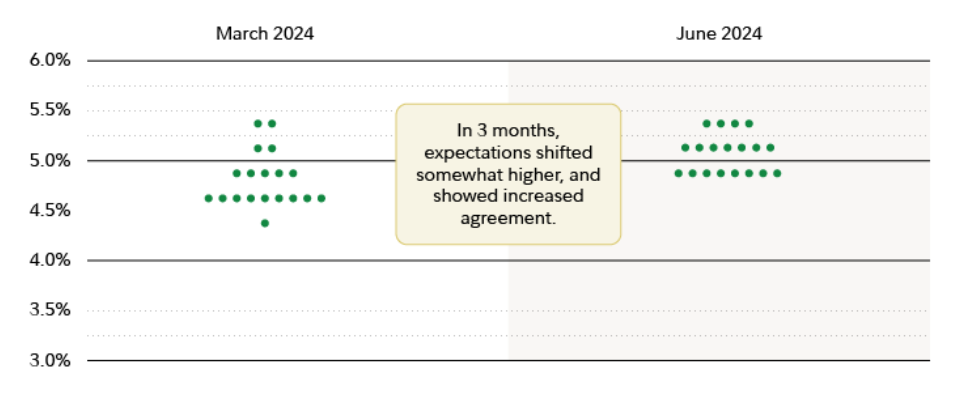 March 2024
June 2024
6.0%
5.5%
5.0%
4.5%
4.0%
3.5%
3.0%
In 3 months,
expectations shifted
somewhat higher, and
showed increased
agreement.